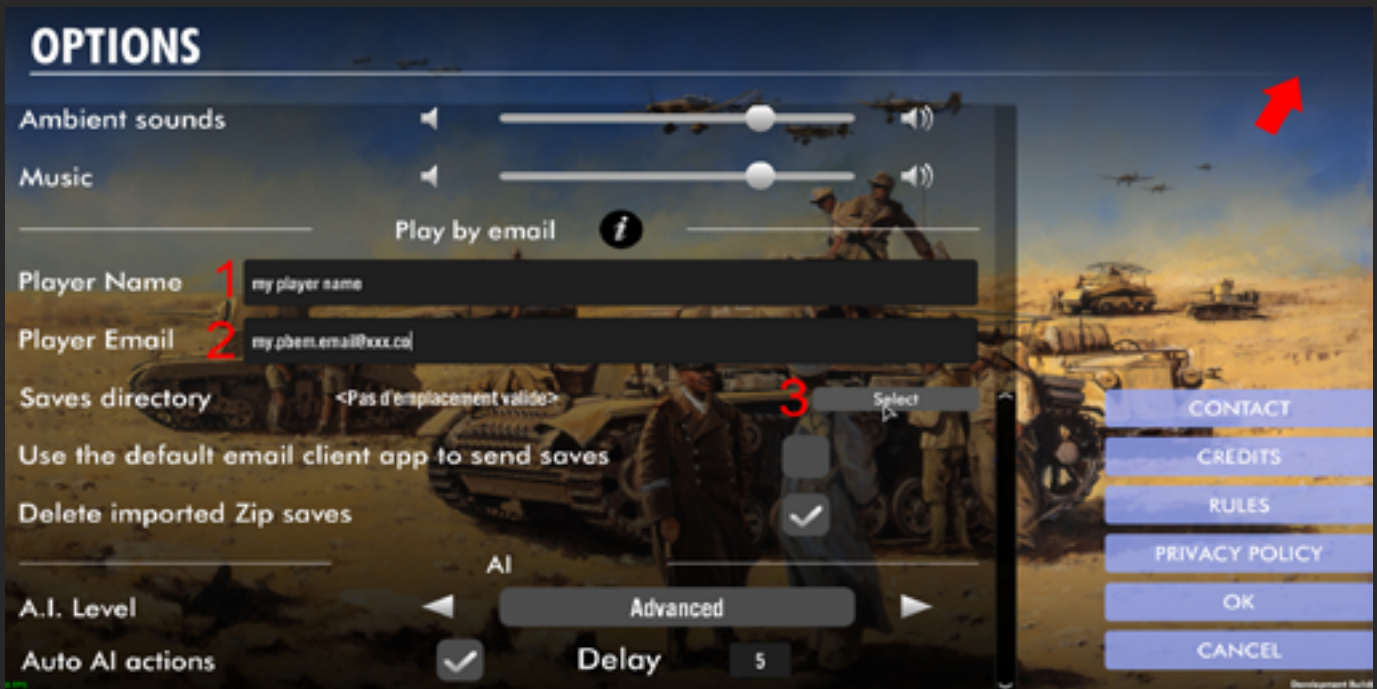 OPTIONS
Ambient sounds
Music
Play by email i
Player Name 1 my player name
Player Email 2 my.pbem.email@xxx.co
Saves directory <Pas d'emplacement valide> 3 Select
CONTACT
Use the default email client app to send saves
CREDITS
Delete imported Zip saves
RULES
PRIVACY POLICY
AI
A.I. Level Advanced
OK
Auto AI actions Delay 5
CANCEL
Development Build